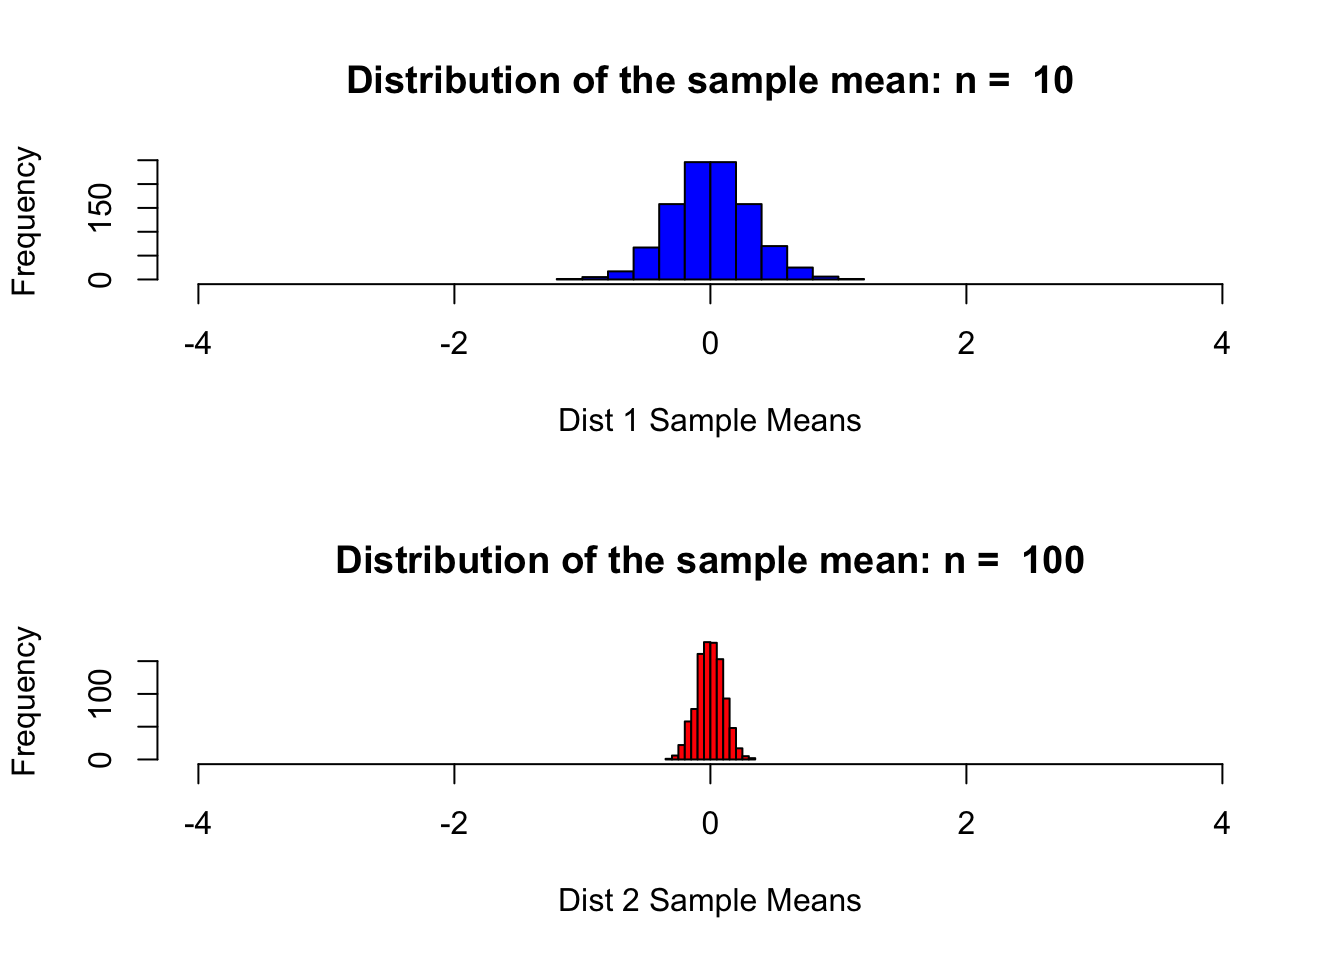 Distribution of the sample mean: n =  10
Frequency
150
0
-4 -2 0 2 4
Dist 1 Sample Means
Distribution of the sample mean: n =  100
Frequency
100
0
-4 -2 0 2 4
Dist 2 Sample Means